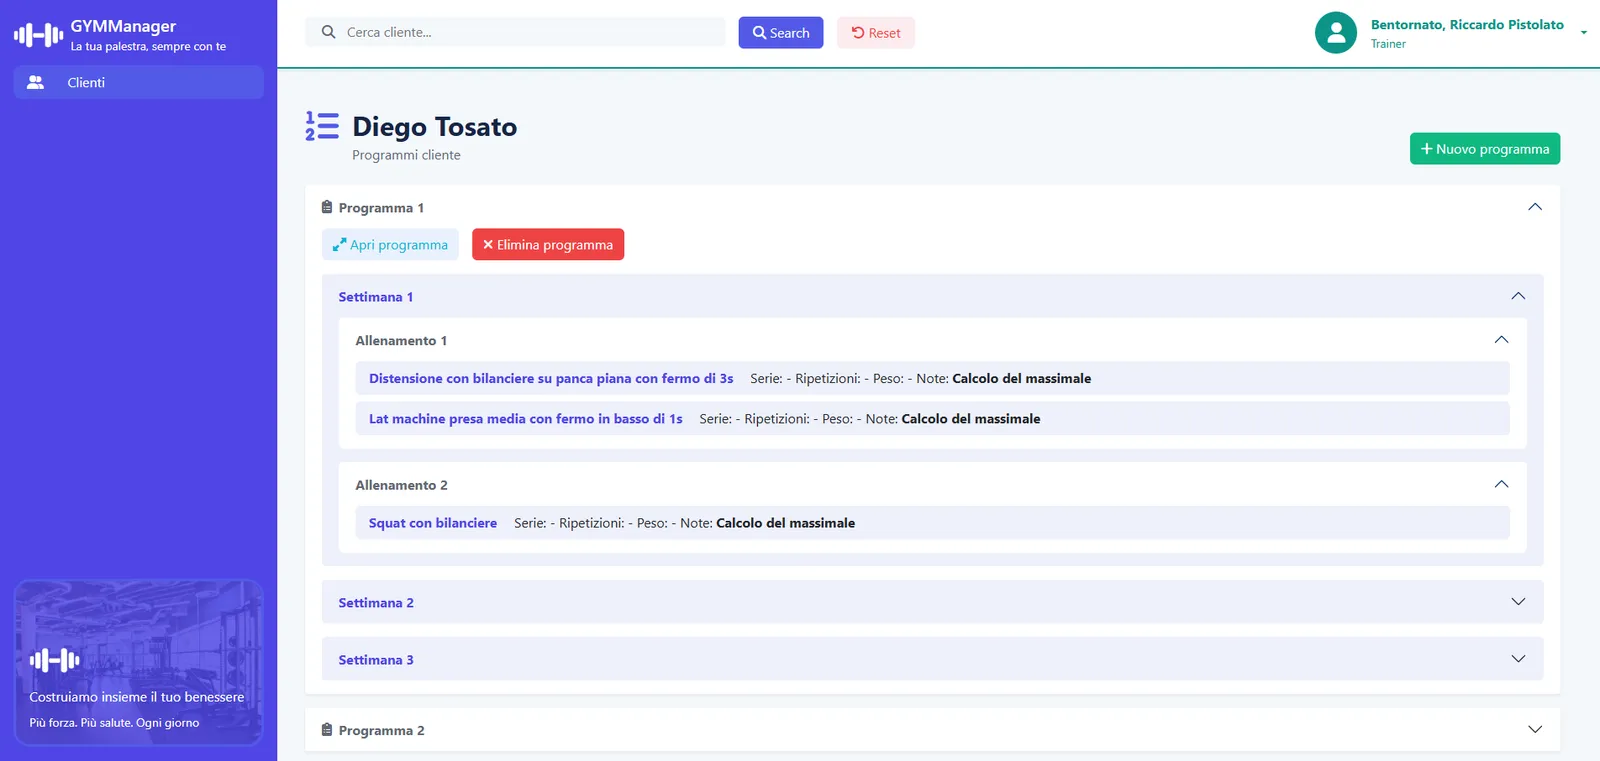 GYMManager
La tua palestra, sempre con te
Clienti
Cerca cliente...
Search
Reset
Bentornato, Riccardo Pistolato
Trainer
Diego Tosato
Programmi cliente
Nuovo programma
Programma 1
Apri programma
Elimina programma
Settimana 1
Allenamento 1
Distensione con bilanciere su panca piana con fermo di 3s Serie: - Ripetizioni: - Peso: - Note: Calcolo del massimale
Lat machine presa media con fermo in basso di 1s Serie: - Ripetizioni: - Peso: - Note: Calcolo del massimale
Allenamento 2
Squat con bilanciere Serie: - Ripetizioni: - Peso: - Note: Calcolo del massimale
Settimana 2
Settimana 3
Programma 2
Costruiamo insieme il tuo benessere
Più forza. Più salute. Ogni giorno